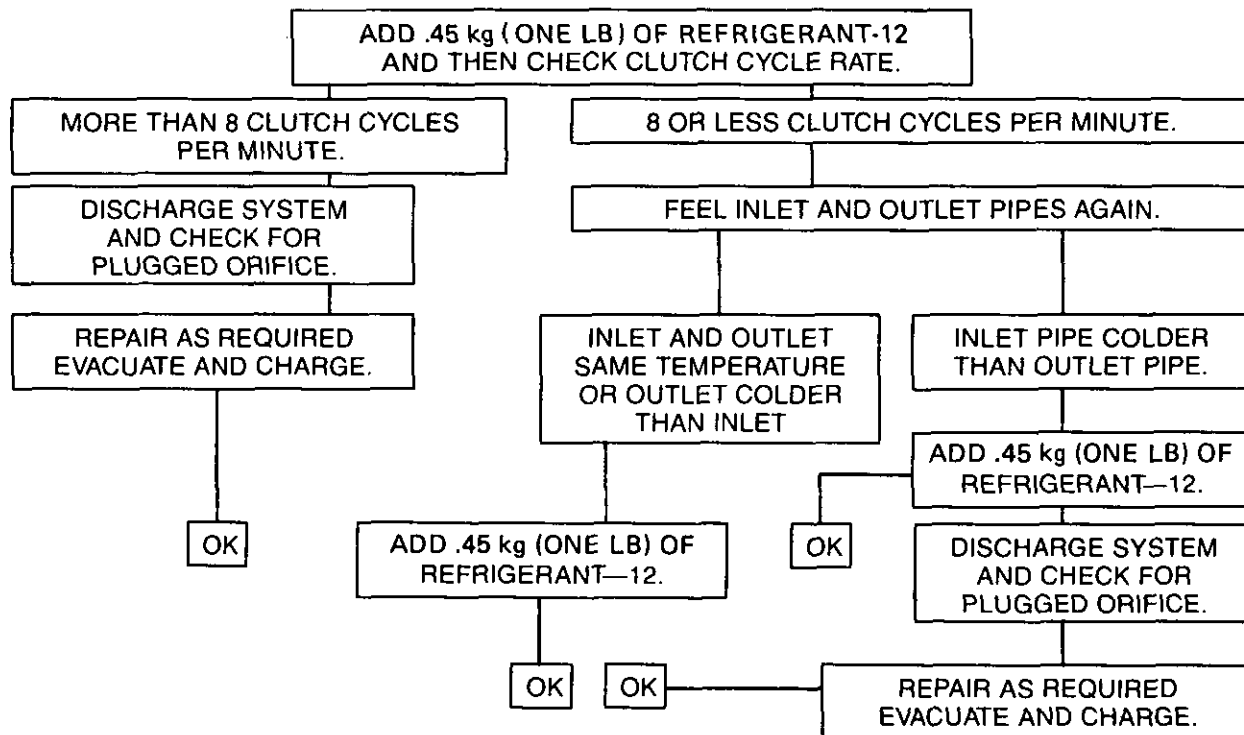 ADD .45 kg (ONE LB) OF REFRIGERANT-12
AND THEN CHECK CLUTCH CYCLE RATE.
MORE THAN 8 CLUTCH CYCLES
PER MINUTE.
8 OR LESS CLUTCH CYCLES PER MINUTE.
DISCHARGE SYSTEM
AND CHECK FOR
PLUGGED ORIFICE.
FEEL INLET AND OUTLET PIPES AGAIN.
REPAIR AS REQUIRED
EVACUATE AND CHARGE.
INLET AND OUTLET
SAME TEMPERATURE
OR OUTLET COLDER
THAN INLET
INLET PIPE COLDER
THAN OUTLET PIPE.
ADD .45 kg (ONE LB) OF
REFRIGERANT—12.
OK
ADD .45 kg (ONE LB) OF
REFRIGERANT—12.
OK
DISCHARGE SYSTEM
AND CHECK FOR
PLUGGED ORIFICE.
OK
OK
REPAIR AS REQUIRED
EVACUATE AND CHARGE.